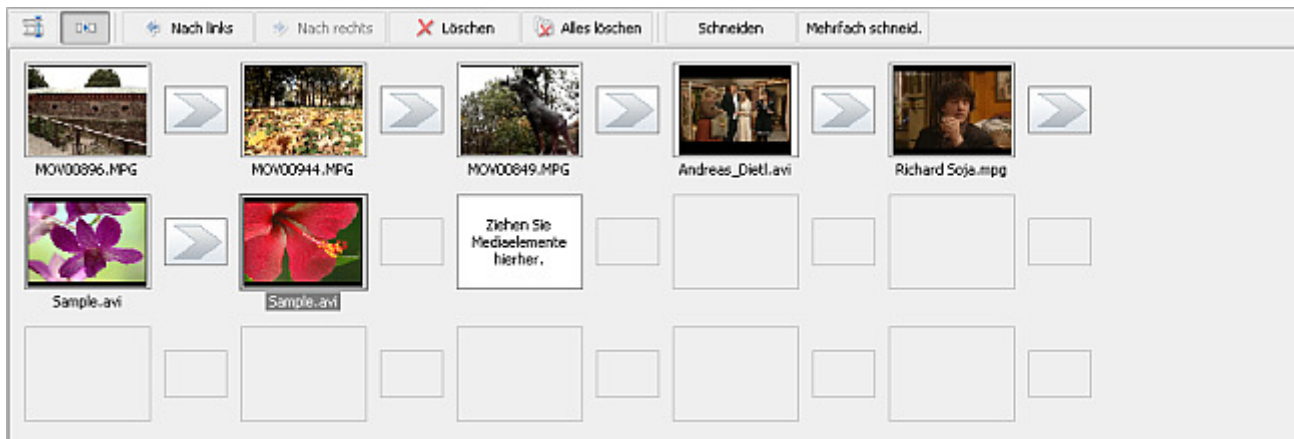 Nach links Nach rechts Löschen Alles löschen Schneiden Mehrfach schneid.
MOV00896.MPG MOV00944.MPG MOV00849.MPG Andreas_Dietl.avi Richard Soja.mpg
Ziehen Sie
Mediaelemente
hierher.
Sample.avi Sample.avi